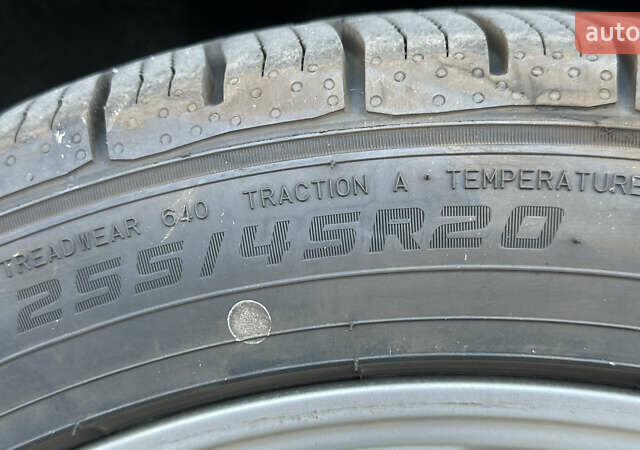 auto
TREADWEAR 640 TRACTION A TEMPERATURE
255/45R20